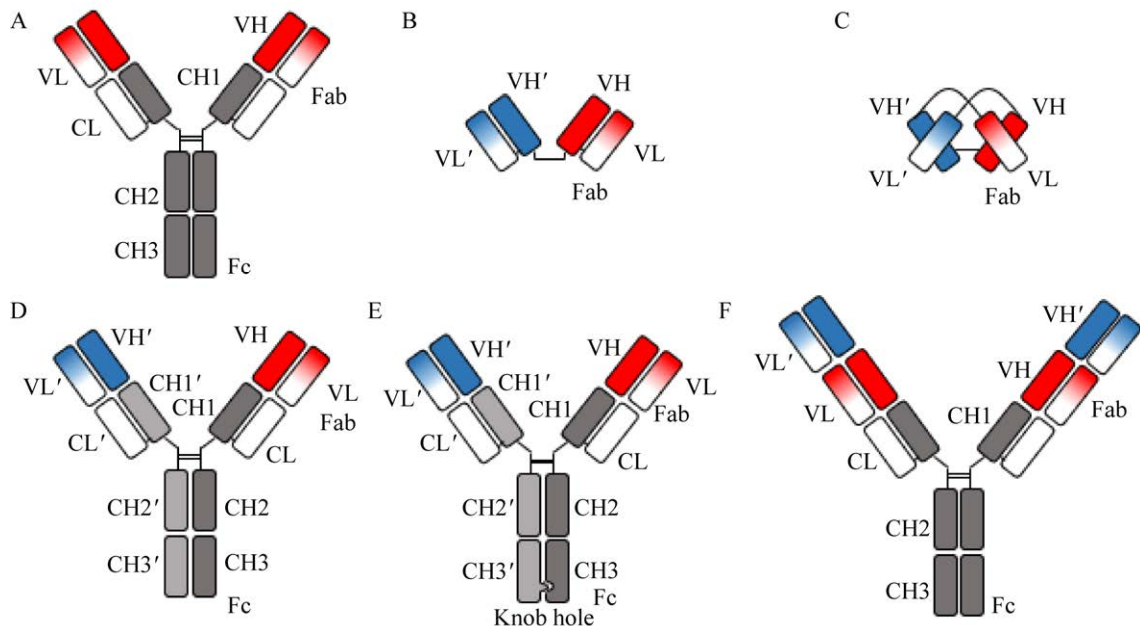 A
VH
VL
CH1
Fab
CL
CH2
CH3
Fc
B
VH′
VH
VL′
VL
Fab
C
VH′
VH
VL′
VL
Fab
D
VH′
VH
VL′
CH1′
VL
CH1
Fab
CL′
CL
CH2′
CH2
CH3′
CH3
Fc
E
VH′
VH
VL′
CH1′
VL
CH1
Fab
CL′
CL
CH2′
CH2
CH3′
CH3
Fc
Knob hole
F
VH′
VL′
VH
VL
CH1
Fab
CL
CH2
CH3
Fc